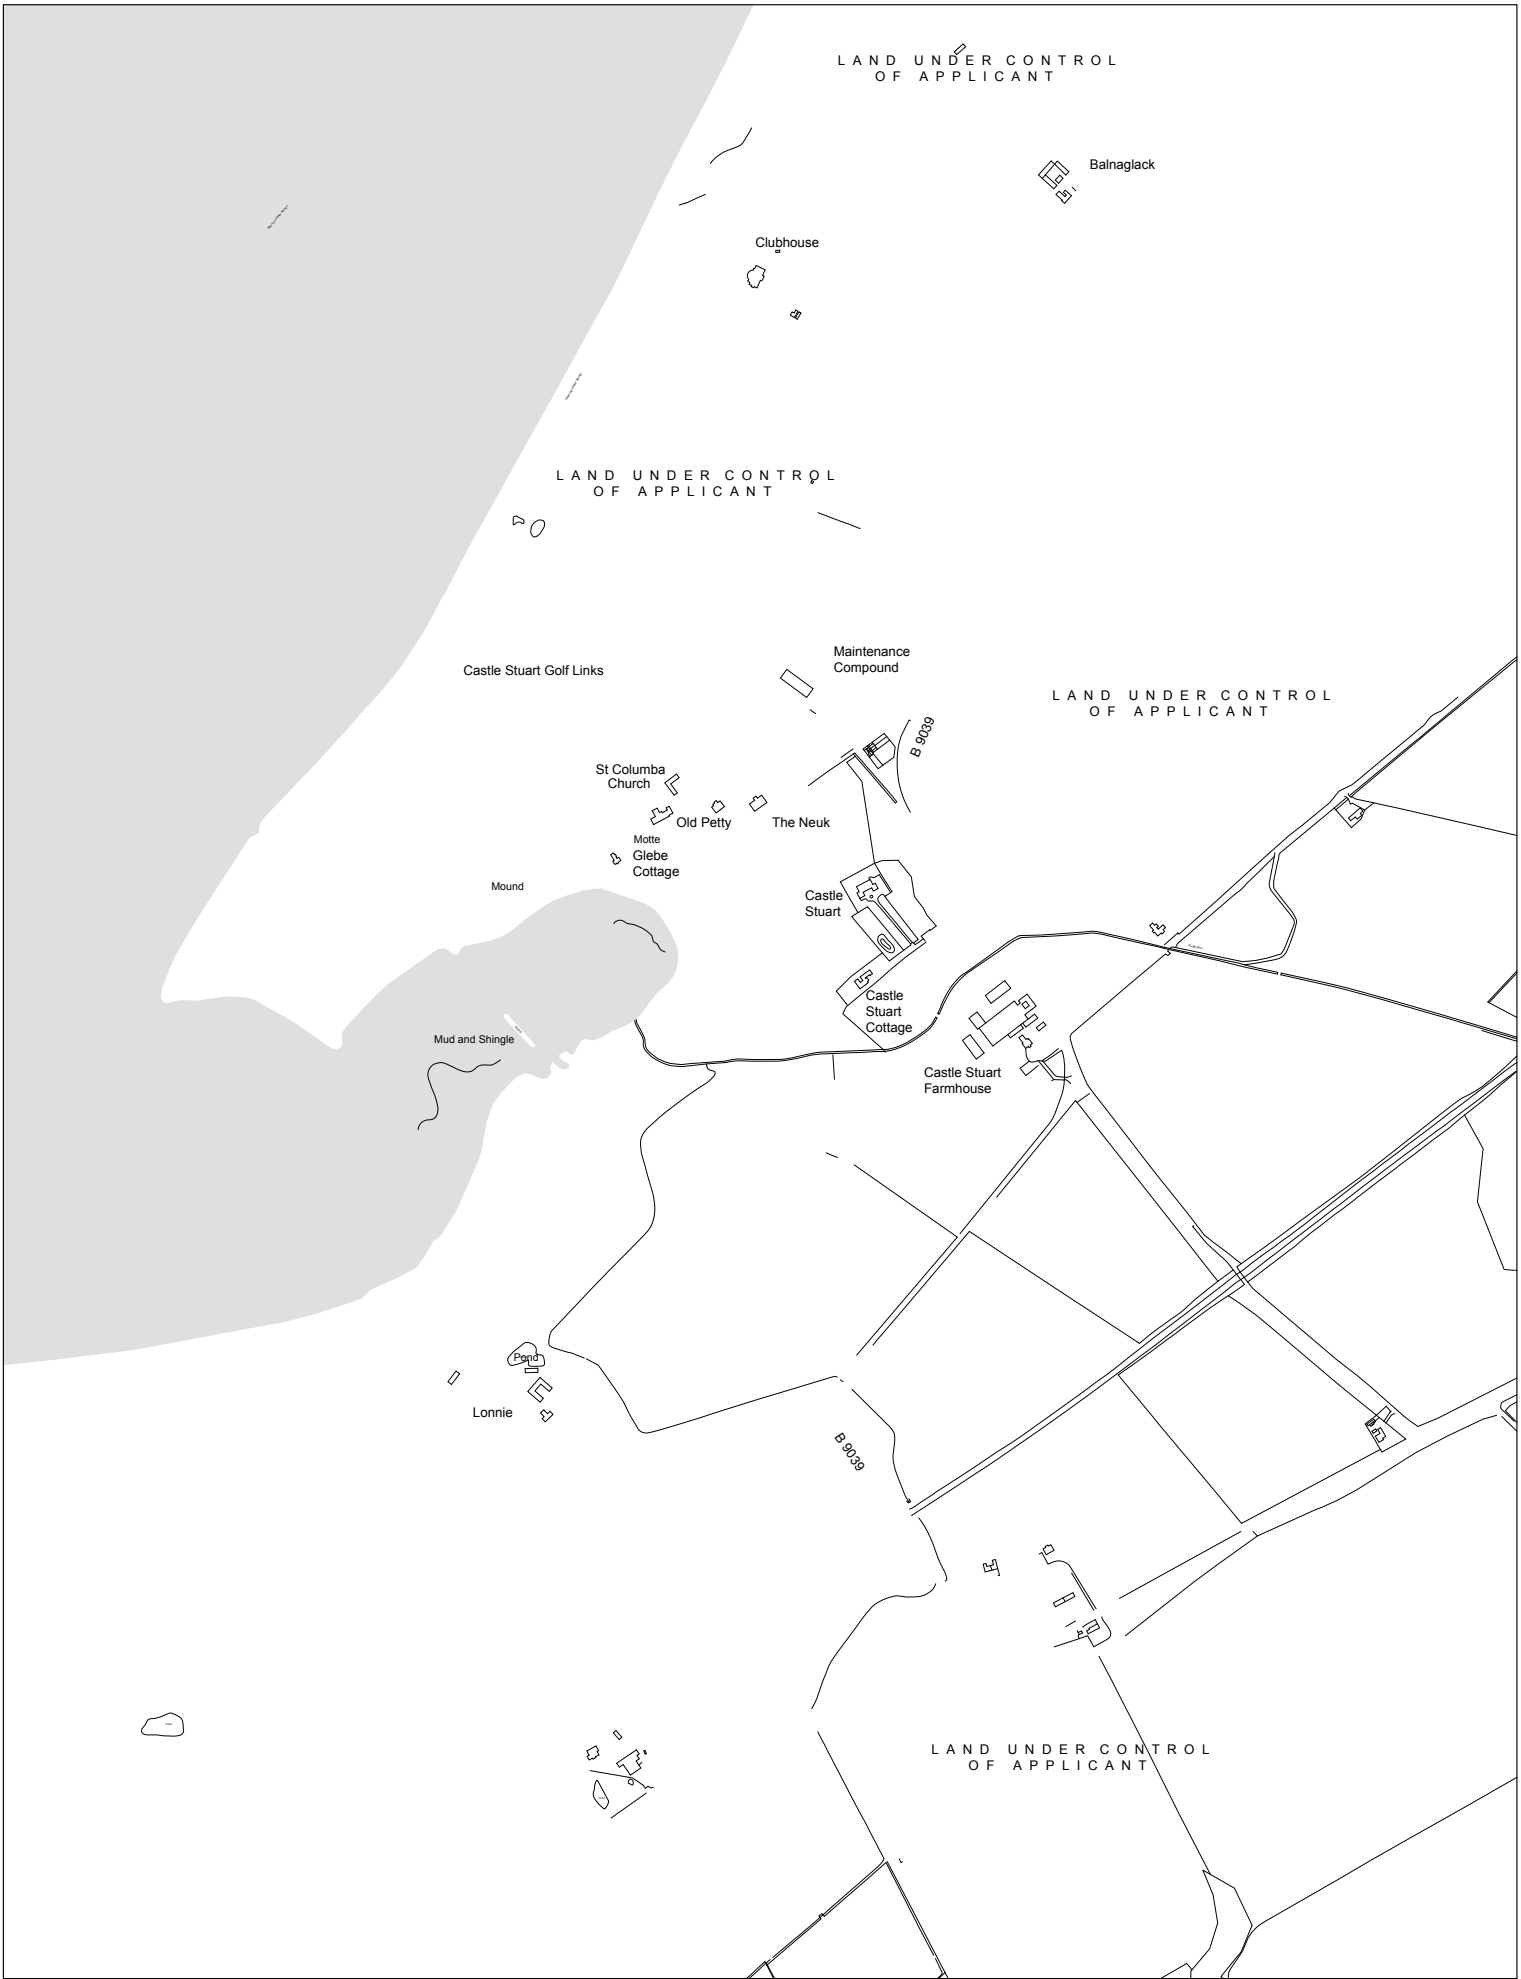 LAND UNDER CONTROL
OF APPLICANT
Balnaglack
Clubhouse
LAND UNDER CONTROL
OF APPLICANT
Maintenance
Compound
Castle Stuart Golf Links
LAND UNDER CONTROL
OF APPLICANT
B 9039
St Columba
Church
Old Petty
The Neuk
Motte
Glebe
Cottage
Mound
Castle
Stuart
Castle
Stuart
Cottage
Mud and Shingle
Castle Stuart
Farmhouse
Pond
Lonnie
B 9039
LAND UNDER CONTROL
OF APPLICANT